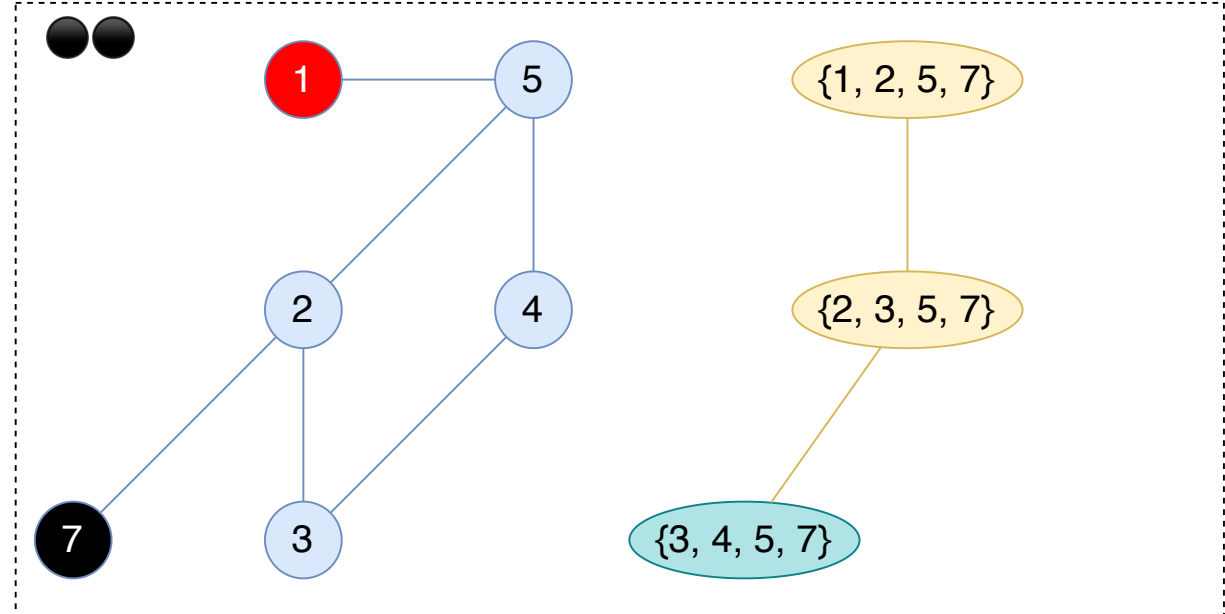 1
5
{1, 2, 5, 7}
2
4
{2, 3, 5, 7}
7
3
{3, 4, 5, 7}